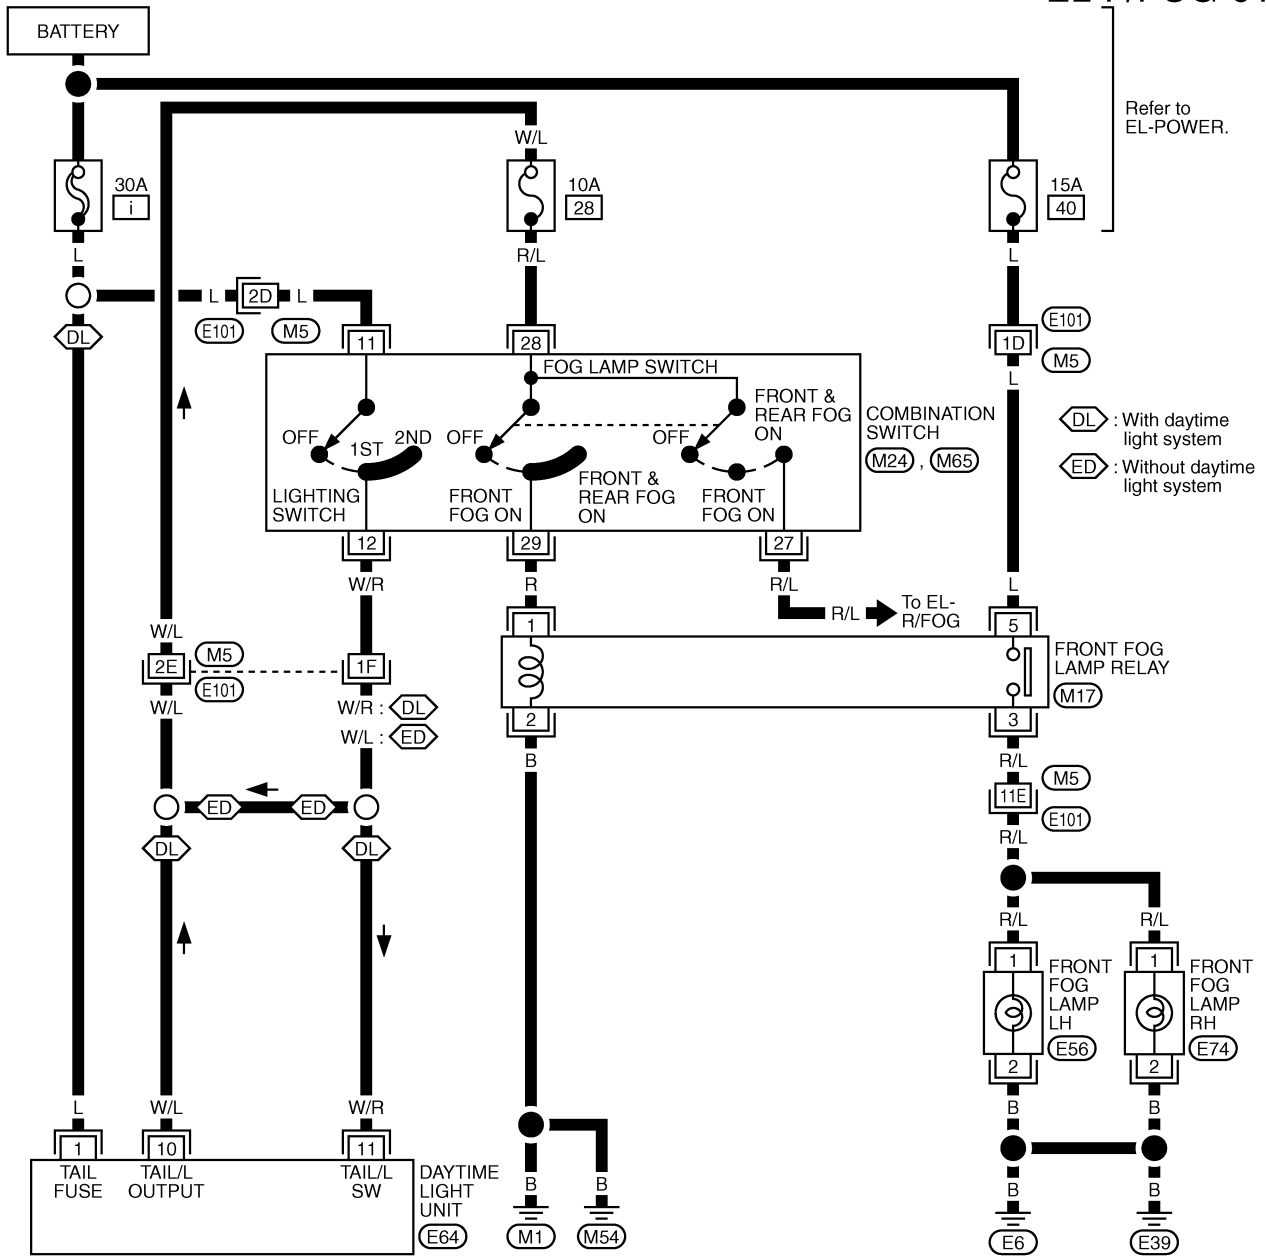 BATTERY
Refer to
EL-POWER.
W/L
30A
i
10A
28
15A
40
L
R/L
L
L
2D
L
E101
M5
DL
11
28
1D
E101
M5
L
FOG LAMP SWITCH
FRONT &
REAR FOG
ON
OFF
1ST
2ND
OFF
OFF
COMBINATION
SWITCH
M24 , M65
DL : With daytime
light system
ED : Without daytime
light system
LIGHTING
SWITCH
FRONT
FOG ON
FRONT &
REAR FOG
ON
FRONT
FOG ON
12
29
27
W/R
R
R/L
L
R/L
To EL-
R/FOG
1
5
W/L
2E
M5
E101
1F
FRONT FOG
LAMP RELAY
M17
W/L
W/R : DL
W/L : ED
2
3
B
R/L
11E
M5
E101
R/L
ED
ED
DL
DL
R/L
R/L
1
1
FRONT
FOG
LAMP
LH
E56
FRONT
FOG
LAMP
RH
E74
2
2
L
W/L
W/R
B
B
1
10
11
TAIL
FUSE
TAIL/L
OUTPUT
TAIL/L
SW
DAYTIME
LIGHT
UNIT
E64
B
B
B
B
M1
M54
E6
E39